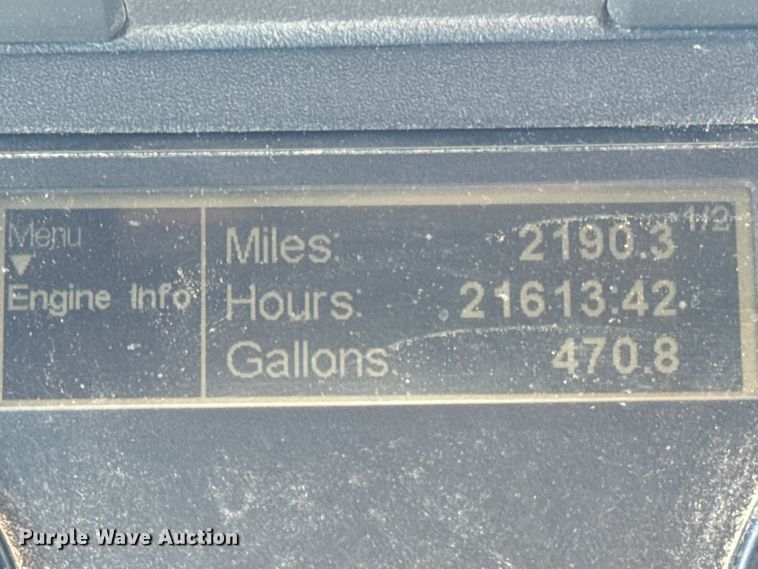 1/2
Menu
Miles: 2190.3
Engine Info
Hours: 21613:42
Gallons: 470.8
Purple Wave Auction